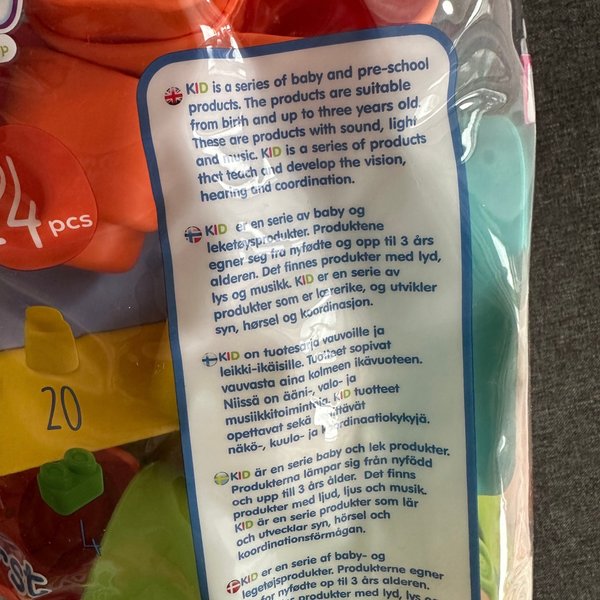 KID is a series of baby and pre-school
products. The products are suitable
from birth and up to three years old.
These are products with sound, light
and music. KID is a series of products
that teach and develop the vision,
hearing and coordination.
24 pcs
KID er en serie av baby og
leketøysprodukter. Produktene
egner seg fra nyfødte og opp til 3 års
alderen. Det finnes produkter med lyd,
lys og musikk. KID er en serie av
produkter som er lærerike, og utvikler
syn, hørsel og koordinasjon.
KID on tuotesarja vauvoille ja
leikki-ikäisille. Tuotteet sopivat
vauvasta aina kolmeen ikävuoteen.
Niissä on ääni-, valo- ja
musiikkitoimintoja. KID tuotteet
opettavat sekä kehittävät
näkö-, kuulo- ja koordinaatiokykyjä.
20
KID är en serie baby och lek produkter.
Produkterna lämpar sig från nyfödd
och upp till 3 års ålder. Det finns
produkter med ljud, ljus och musik.
KID är en serie produkter som lär
och utvecklar syn, hörsel och
koordinationsförmågan.
4
KID er en serie af baby- og
legetøjsprodukter. Produkterne egner
for nyfødte op til 3 års alderen.
produkter med lyd, lys og